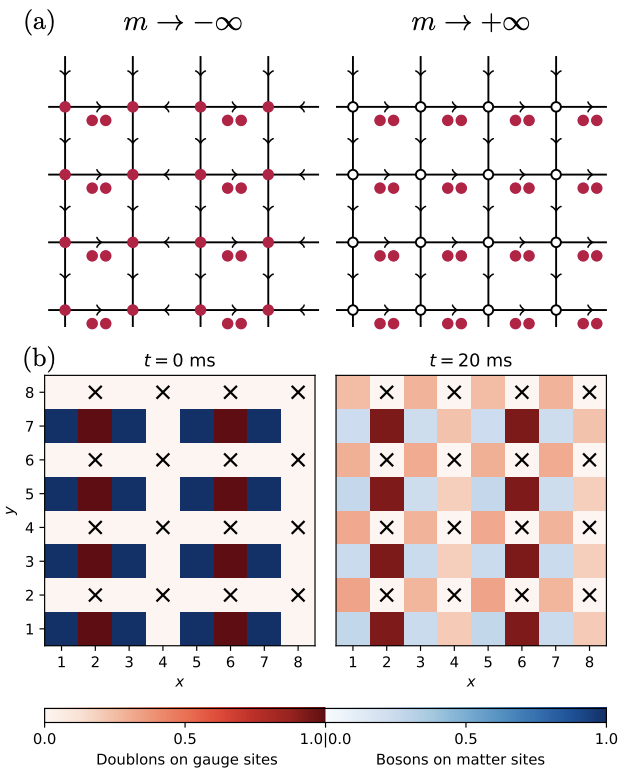 (a) m → −∞ m → +∞
(b) t = 0 ms t = 20 ms
8
7
6
5
4
3
2
1
y
1 2 3 4 5 6 7 8 1 2 3 4 5 6 7 8
x x
0.0 0.5 1.0|0.0 0.5 1.0
Doublons on gauge sites Bosons on matter sites